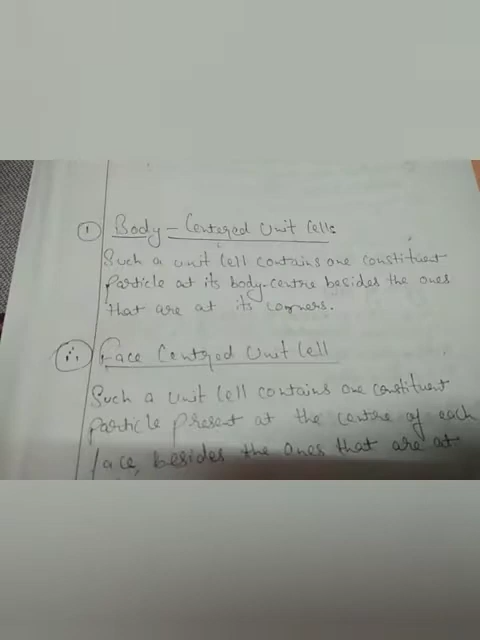 ① Body-Centered Unit Cell:
Such a unit cell contains one constituent
particle at its body-centre besides the ones
that are at its corners.
(ii) Face Centred Unit Cell
Such a unit cell contains one constituent
particle present at the centre of each
face, besides the ones that are at